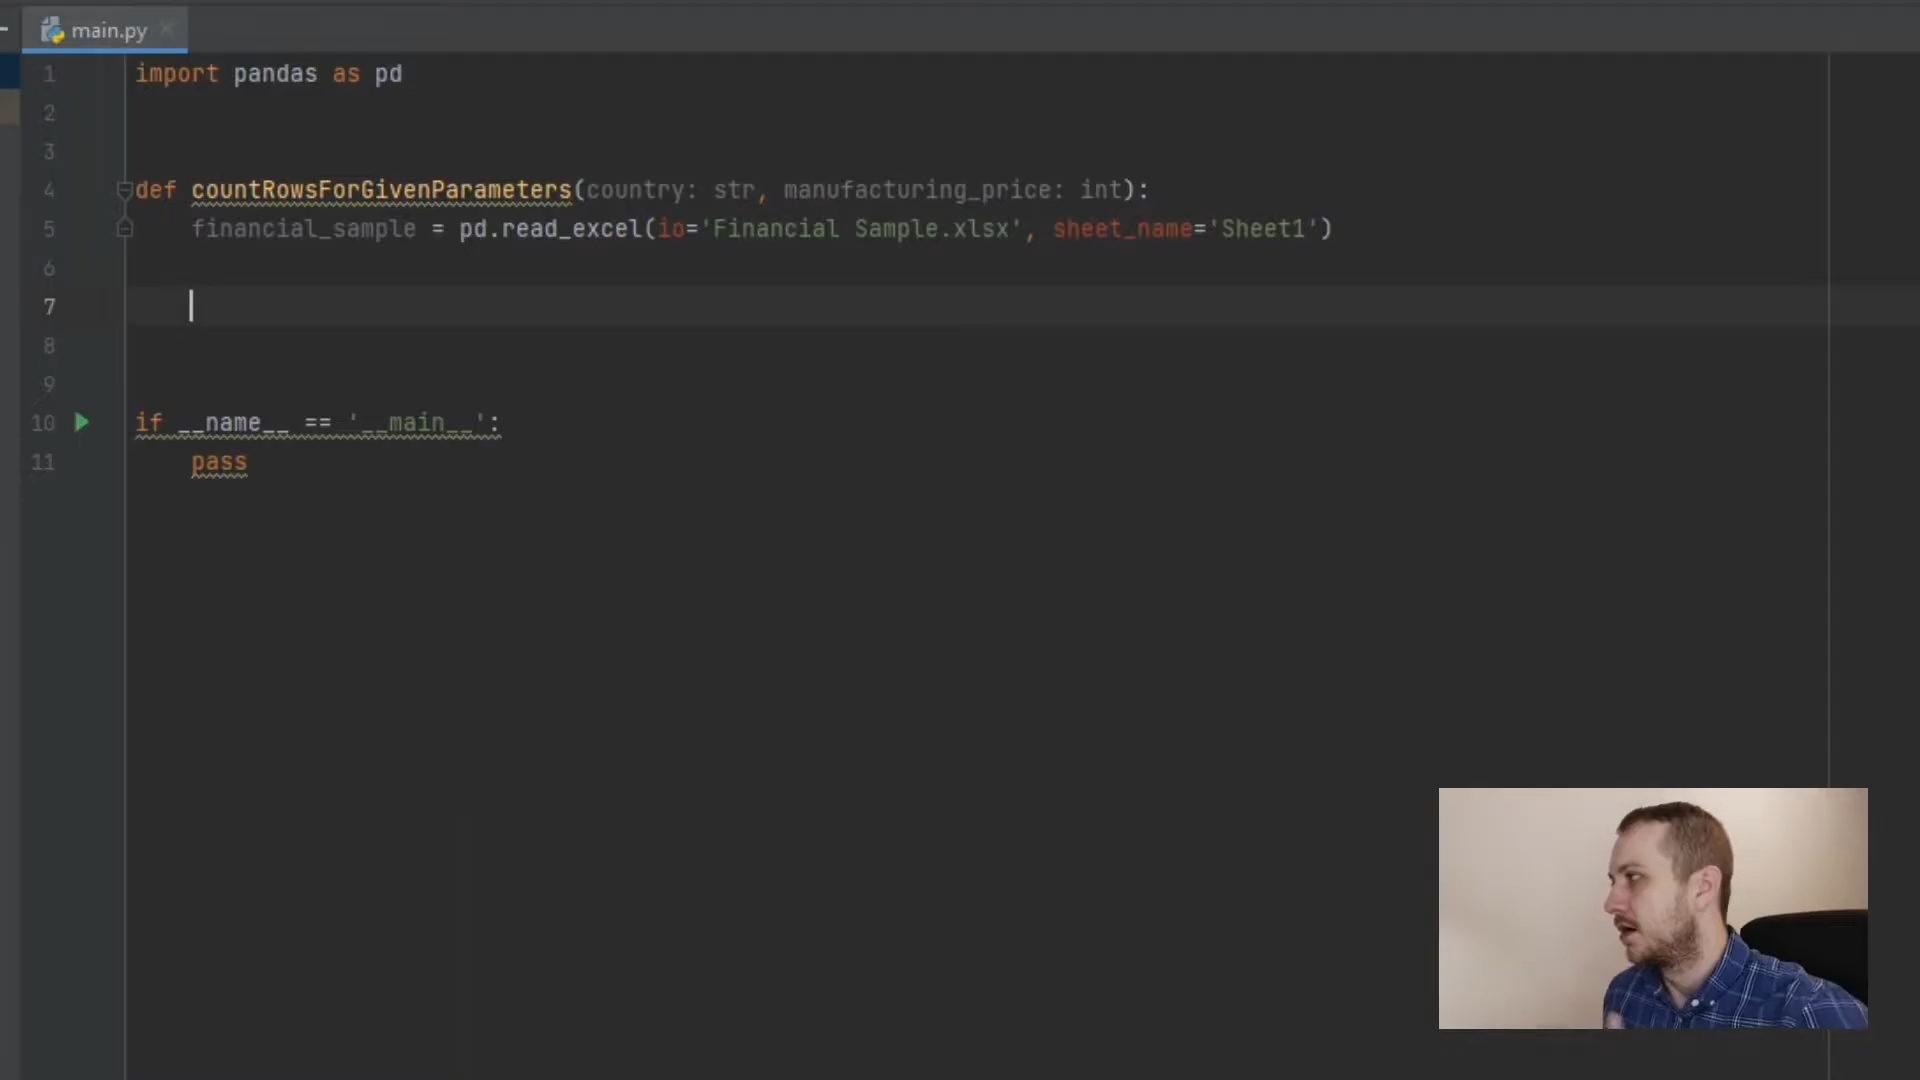 main.py
1 import pandas as pd
2
3
4 def countRowsForGivenParameters(country: str, manufacturing_price: int):
5 financial_sample = pd.read_excel(io='Financial Sample.xlsx', sheet_name='Sheet1')
6
7
8
9
10 if __name__ == '__main__':
11 pass